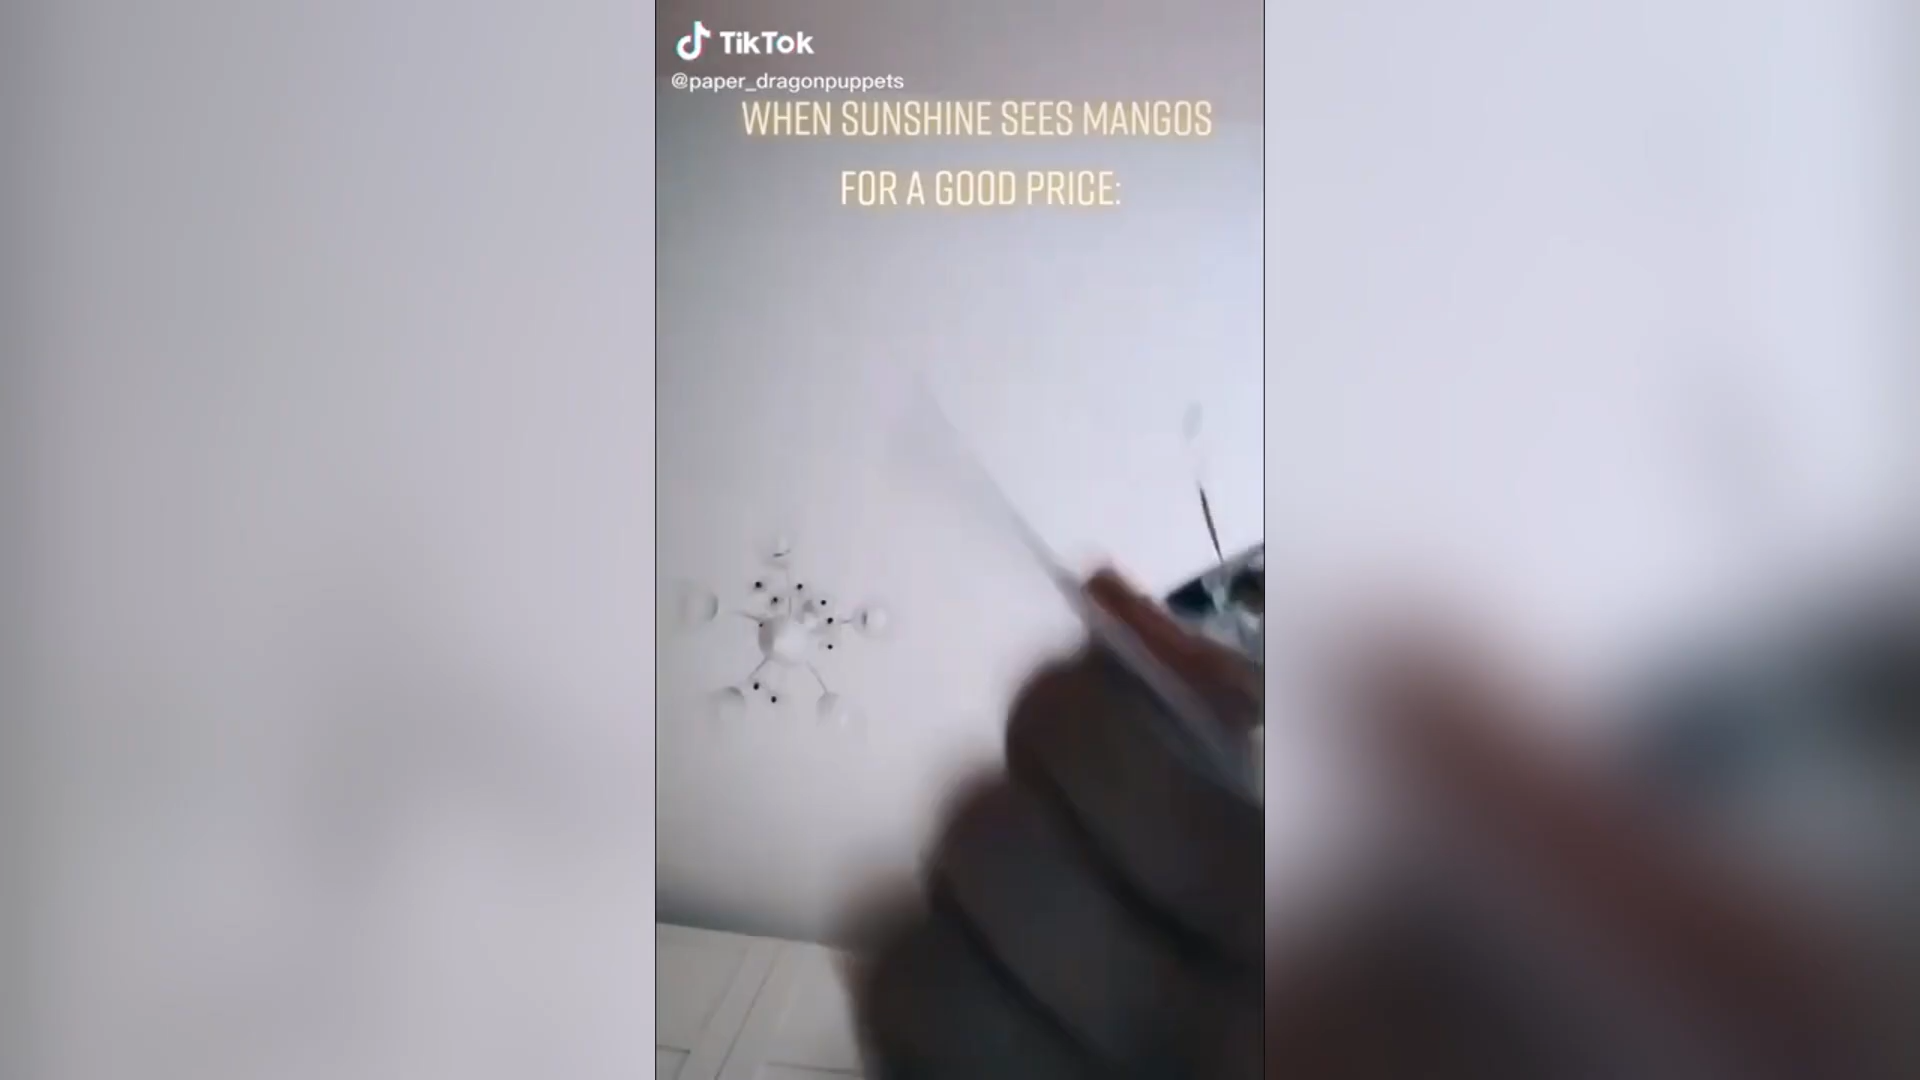 TikTok
@paper_dragonpuppets
WHEN SUNSHINE SEES MANGOS
FOR A GOOD PRICE: